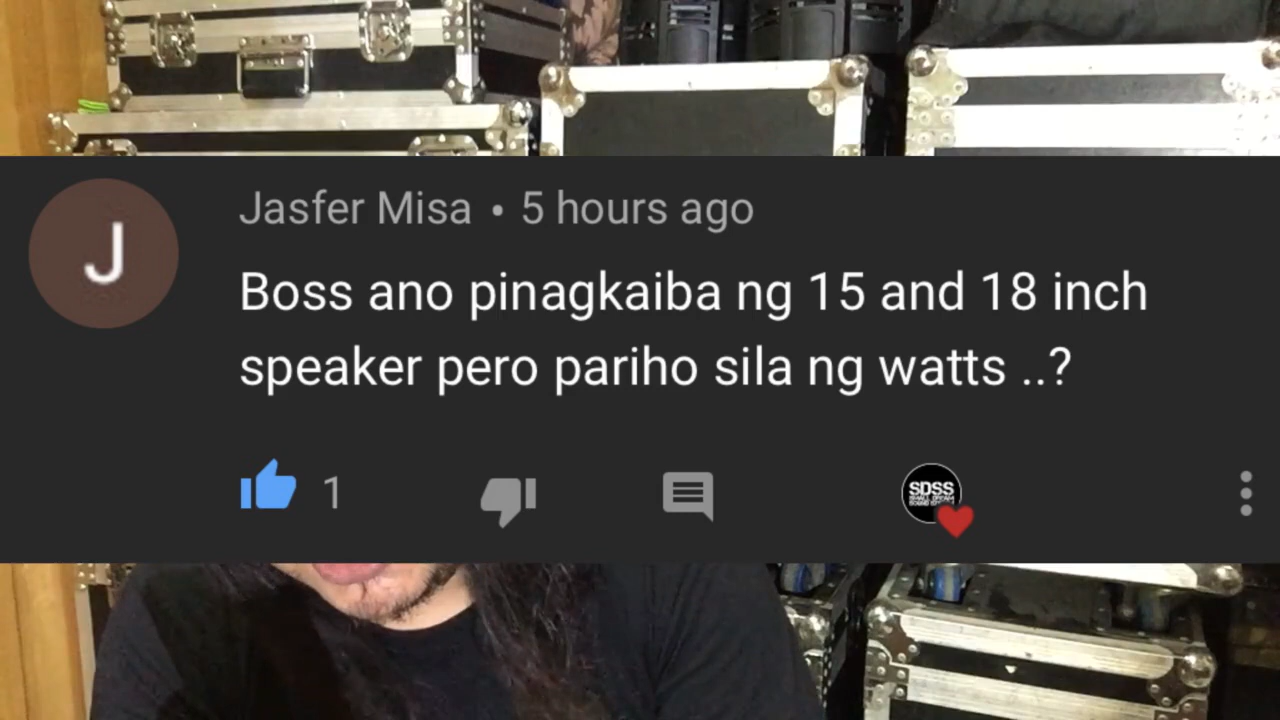 J
Jasfer Misa • 5 hours ago
Boss ano pinagkaiba ng 15 and 18 inch
speaker pero pariho sila ng watts ..?
1
SDSS